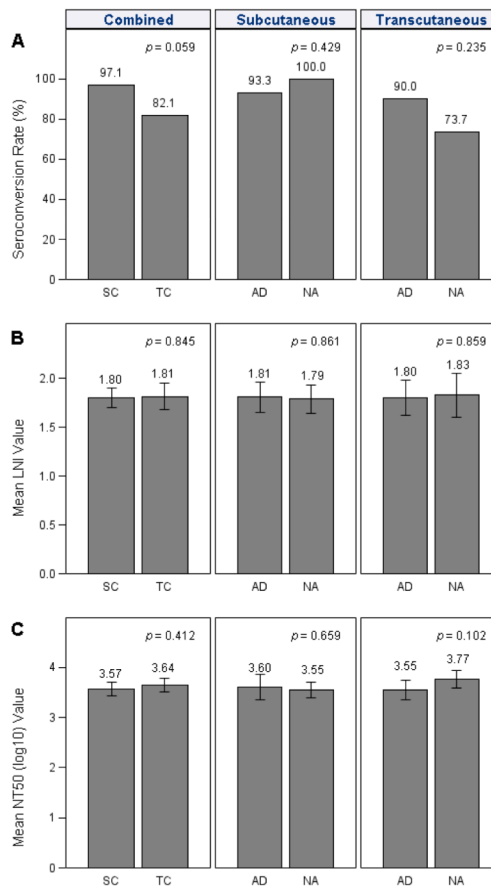 Combined Subcutaneous Transcutaneous
A
p = 0.059 p = 0.429 p = 0.235
97.1 82.1 93.3 100.0 90.0 73.7
Seroconversion Rate (%)
100
80
60
40
20
0
SC TC AD NA AD NA
B
p = 0.845 p = 0.861 p = 0.859
1.80 1.81 1.81 1.79 1.80 1.83
Mean LNI Value
2.0
1.5
1.0
0.5
0.0
SC TC AD NA AD NA
C
p = 0.412 p = 0.659 p = 0.102
3.57 3.64 3.60 3.55 3.55 3.77
Mean NT50 (log10) Value
4
3
2
1
0
SC TC AD NA AD NA